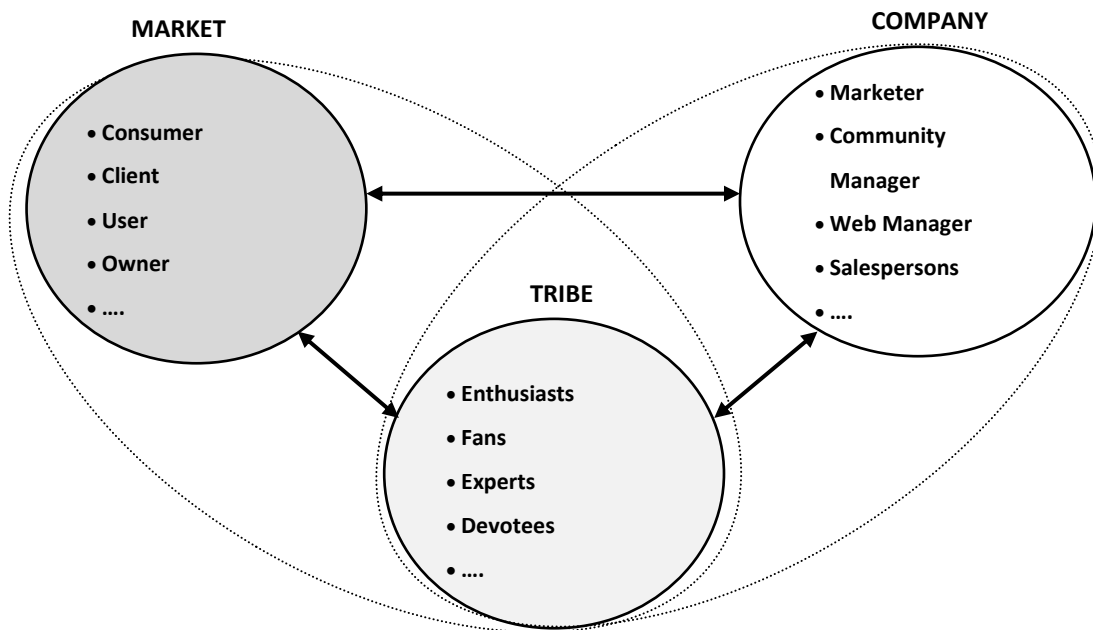 MARKET
• Consumer
• Client
• User
• Owner
• ....
COMPANY
• Marketer
• Community
Manager
• Web Manager
• Salespersons
• ....
TRIBE
• Enthusiasts
• Fans
• Experts
• Devotees
• ....